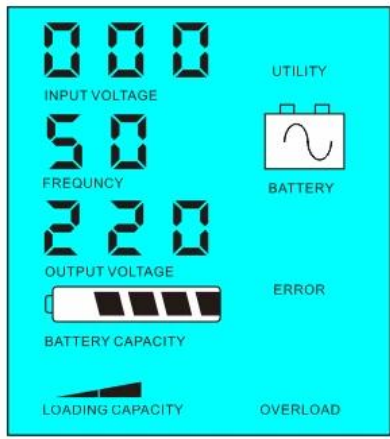 000
UTILITY
INPUT VOLTAGE
50
FREQUNCY
BATTERY
220
OUTPUT VOLTAGE
ERROR
BATTERY CAPACITY
LOADING CAPACITY
OVERLOAD